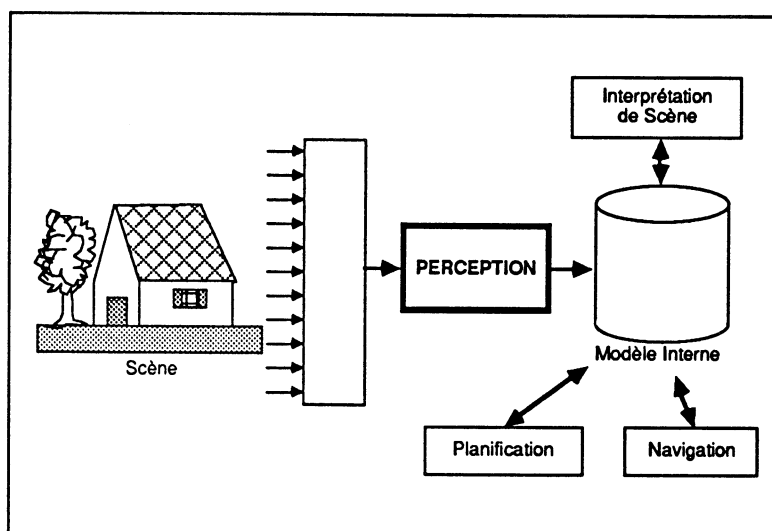 Interprétation
de Scène
PERCEPTION
Scène
Modèle Interne
Planification
Navigation